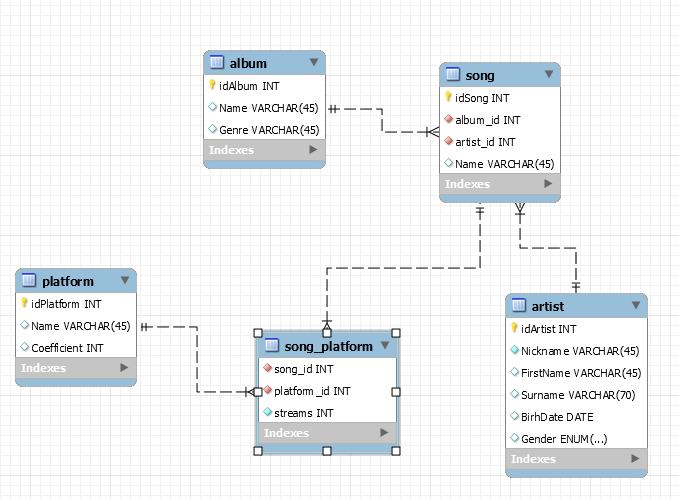 album
idAlbum INT
Name VARCHAR(45)
Genre VARCHAR(45)
Indexes
song
idSong INT
album_id INT
artist_id INT
Name VARCHAR(45)
Indexes
platform
idPlatform INT
Name VARCHAR(45)
Coefficient INT
Indexes
song_platform
song_id INT
platform_id INT
streams INT
Indexes
artist
idArtist INT
Nickname VARCHAR(45)
FirstName VARCHAR(45)
Surname VARCHAR(70)
BirhDate DATE
Gender ENUM(...)
Indexes